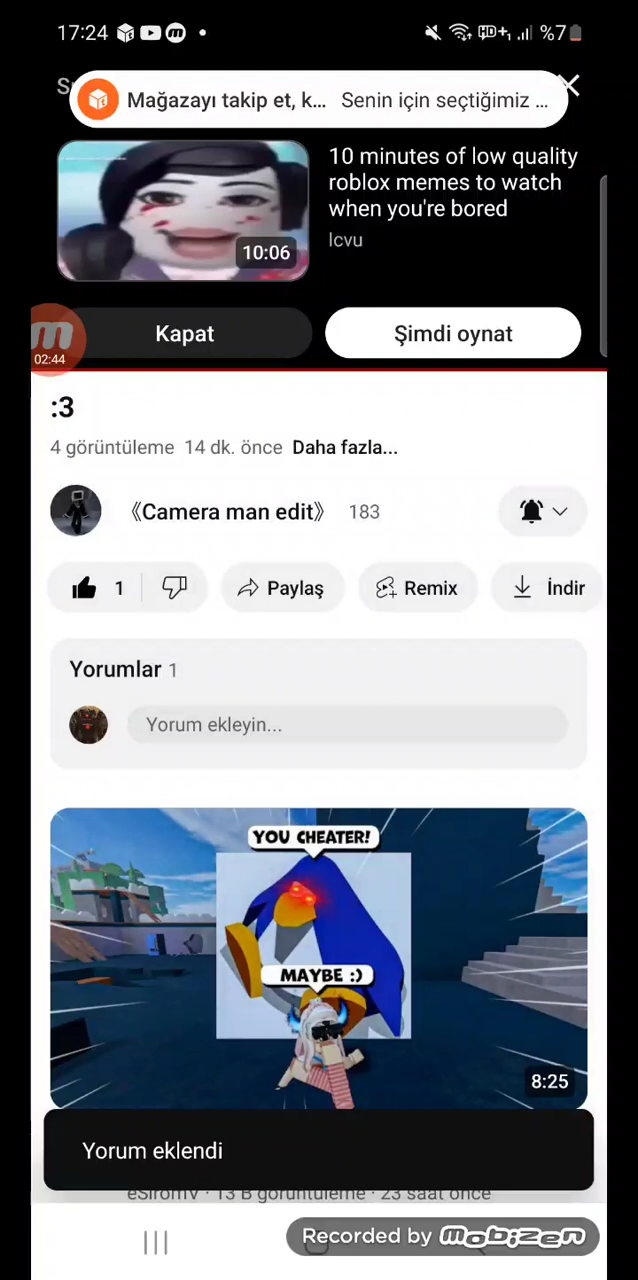 17:24 %7
Mağazayı takip et, k... Senin için seçtiğimiz ...
10 minutes of low quality
roblox memes to watch
when you're bored
lcvu
10:06
Kapat
Şimdi oynat
02:44
:3
4 görüntüleme 14 dk. önce Daha fazla...
《Camera man edit》 183
1 Paylaş Remix İndir
Yorumlar 1
Yorum ekleyin...
YOU CHEATER!
MAYBE :)
8:25
Yorum eklendi
eSiromV · 13 B görüntüleme · 23 saat önce
Recorded by mobizen